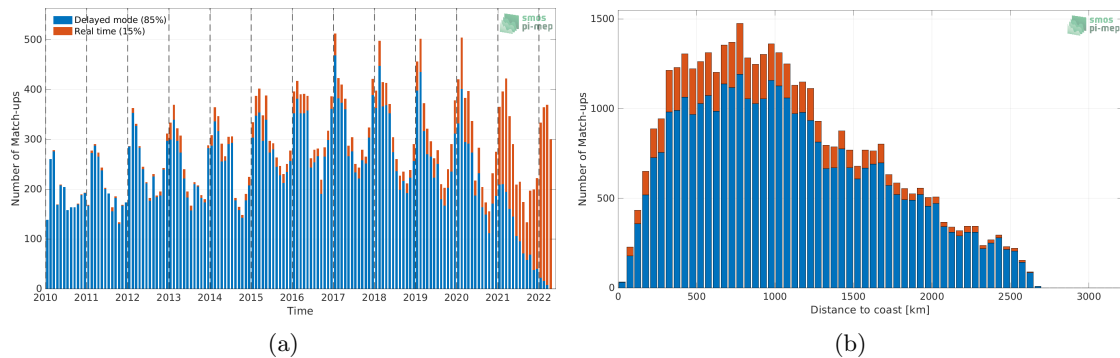 Delayed mode (85%)
Real time (15%)
smos
pi-mep
500
400
300
200
100
0
Number of Match-ups
2010 2011 2012 2013 2014 2015 2016 2017 2018 2019 2020 2021 2022
Time
(a)
smos
pi-mep
1500
1000
500
0
Number of Match-ups
0 500 1000 1500 2000 2500 3000
Distance to coast [km]
(b)